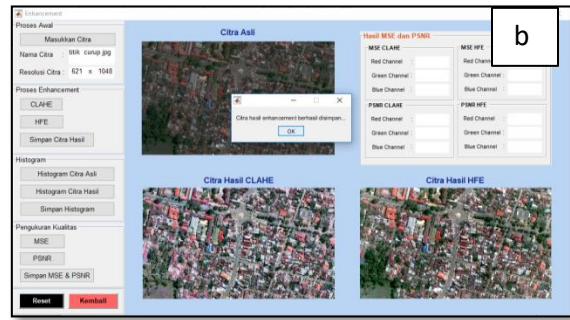 Enhancement
b
Proses Awal
Masukkan Citra
Nama Citra : titik curup.jpg
Resolusi Citra : 621 x 1048
Proses Enhancement
CLAHE
HFE
Simpan Citra Hasil
Histogram
Histogram Citra Asli
Histogram Citra Hasil
Simpan Histogram
Pengukuran Kualitas
MSE
PSNR
Simpan MSE & PSNR
Reset Kembali
Citra Asli
Citra hasil enhancement berhasil disimpan...
OK
Hasil MSE dan PSNR
MSE CLAHE
Red Channel :
Green Channel :
Blue Channel :
MSE HFE
Red Channel
Green Channel :
Blue Channel :
PSNR CLAHE
Red Channel :
Green Channel :
Blue Channel :
PSNR HFE
Red Channel :
Green Channel :
Blue Channel :
Citra Hasil CLAHE
Citra Hasil HFE